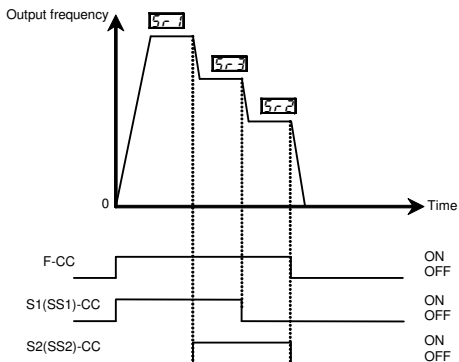 Output frequency
Sr1
Sr3
Sr2
0
Time
F-CC
ON
OFF
S1(SS1)-CC
ON
OFF
S2(SS2)-CC
ON
OFF